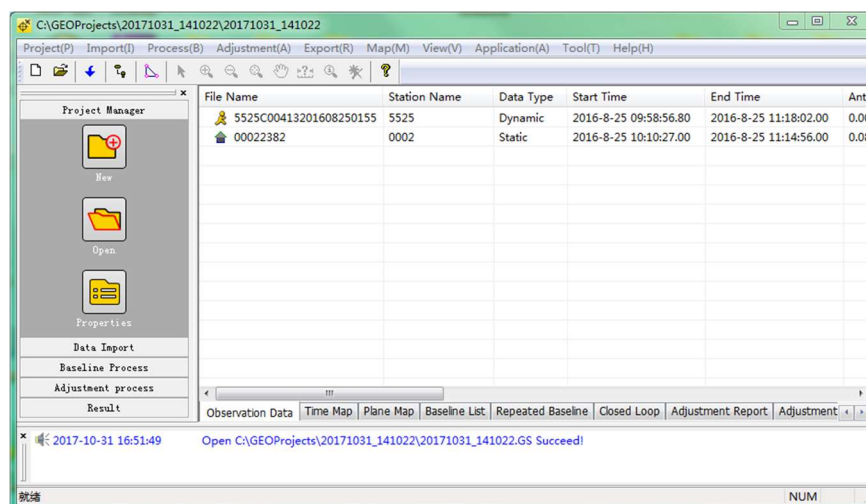 C:\GEOProjects\20171031_141022\20171031_141022
Project(P) Import(I) Process(B) Adjustment(A) Export(R) Map(M) View(V) Application(A) Tool(T) Help(H)
Project Manager
New
Open
Properties
Data Import
Baseline Process
Adjustment process
Result
File Name Station Name Data Type Start Time End Time Ant
5525C00413201608250155 5525 Dynamic 2016-8-25 09:58:56.80 2016-8-25 11:18:02.00 0.00
00022382 0002 Static 2016-8-25 10:10:27.00 2016-8-25 11:14:56.00 0.08
Observation Data Time Map Plane Map Baseline List Repeated Baseline Closed Loop Adjustment Report Adjustment
2017-10-31 16:51:49 Open C:\GEOProjects\20171031_141022\20171031_141022.GS Succeed!
就绪 NUM